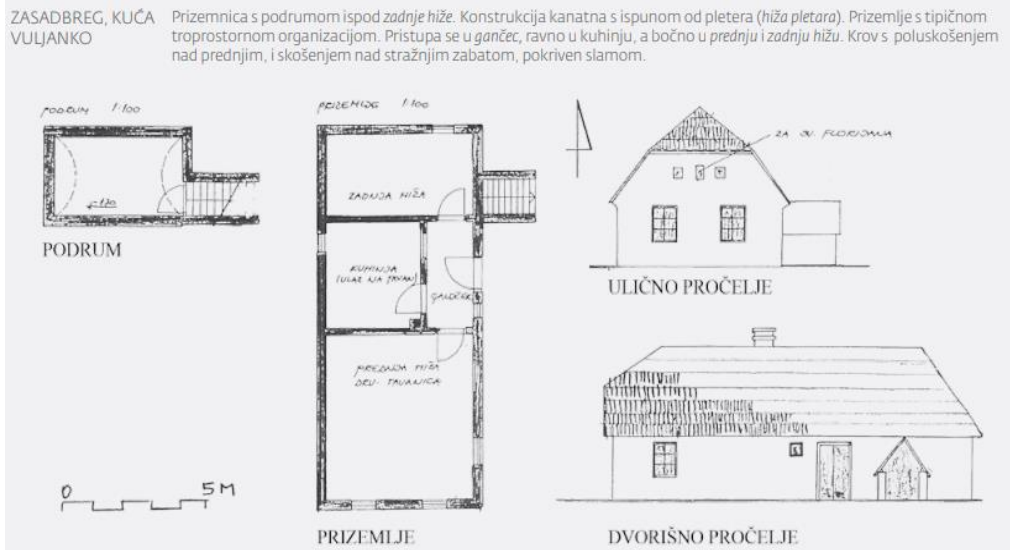 ZASADBREG, KUĆA
VULJANKO
Prizemnica s podrumom ispod zadnje hiže. Konstrukcija kanatna s ispunom od pletera (hiža pletara). Prizemlje s tipičnom
troprostornom organizacijom. Pristupa se u gančec, ravno u kuhinju, a bočno u prednju i zadnju hižu. Krov s poluskošenjem
nad prednjim, i skošenjem nad stražnjim zabatom, pokriven slamom.
PODRUM 1:100
PODRUM
PRIZEMLJE 1:100
ZADNJA HIŽA
KUHINJA
(ULAZ NA TAVAN)
PREDNJA HIŽA
DRV. TAVANICA
PRIZEMLJE
ZA SV. FLORIJANA
ULIČNO PROČELJE
DVORIŠNO PROČELJE
0 5 M